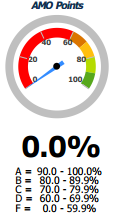 AMO Points
40 60
20 80
0 100
0.0%
A = 90.0 - 100.0%
B = 80.0 - 89.9%
C = 70.0 - 79.9%
D = 60.0 - 69.9%
F = 0.0 - 59.9%